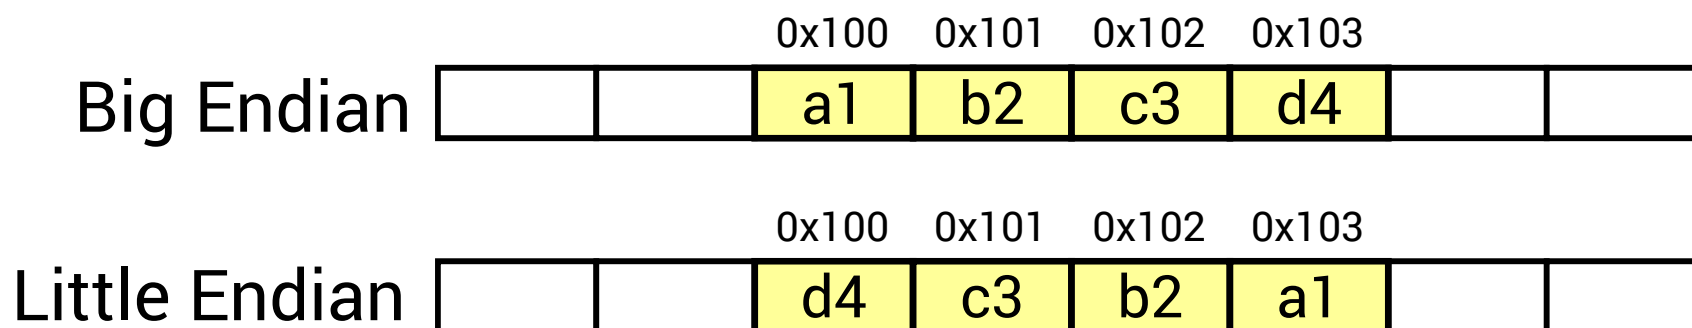 0x100 0x101 0x102 0x103
Big Endian a1 b2 c3 d4
0x100 0x101 0x102 0x103
Little Endian d4 c3 b2 a1